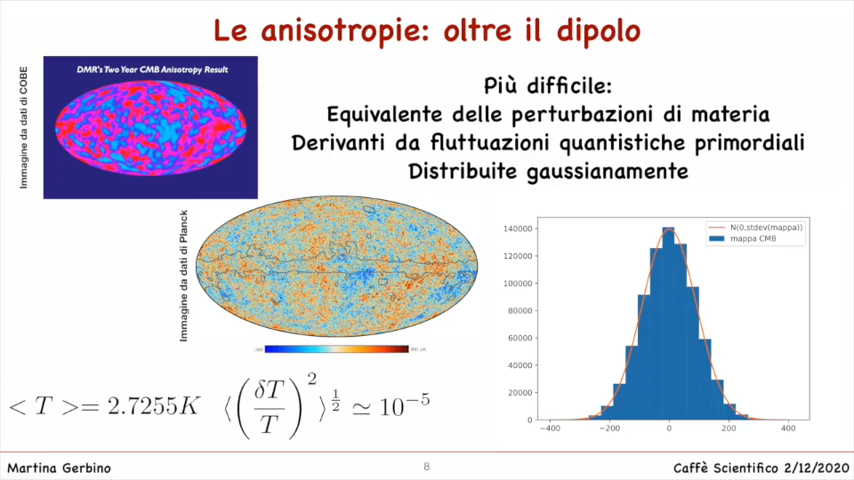 Le anisotropie: oltre il dipolo
Immagine da dati di COBE
DMR's Two Year CMB Anisotropy Result
Più difficile:
Equivalente delle perturbazioni di materia
Derivanti da fluttuazioni quantistiche primordiali
Distribuite gaussianamente
Immagine da dati di Planck
N(0,stdev(mappa))
mappa CMB
140000
120000
100000
80000
60000
40000
20000
0
−400 −200 0 200 400
< T >= 2.7255K ⟨(δT/T)²⟩^½ ≃ 10⁻⁵
Martina Gerbino
8
Caffè Scientifico 2/12/2020